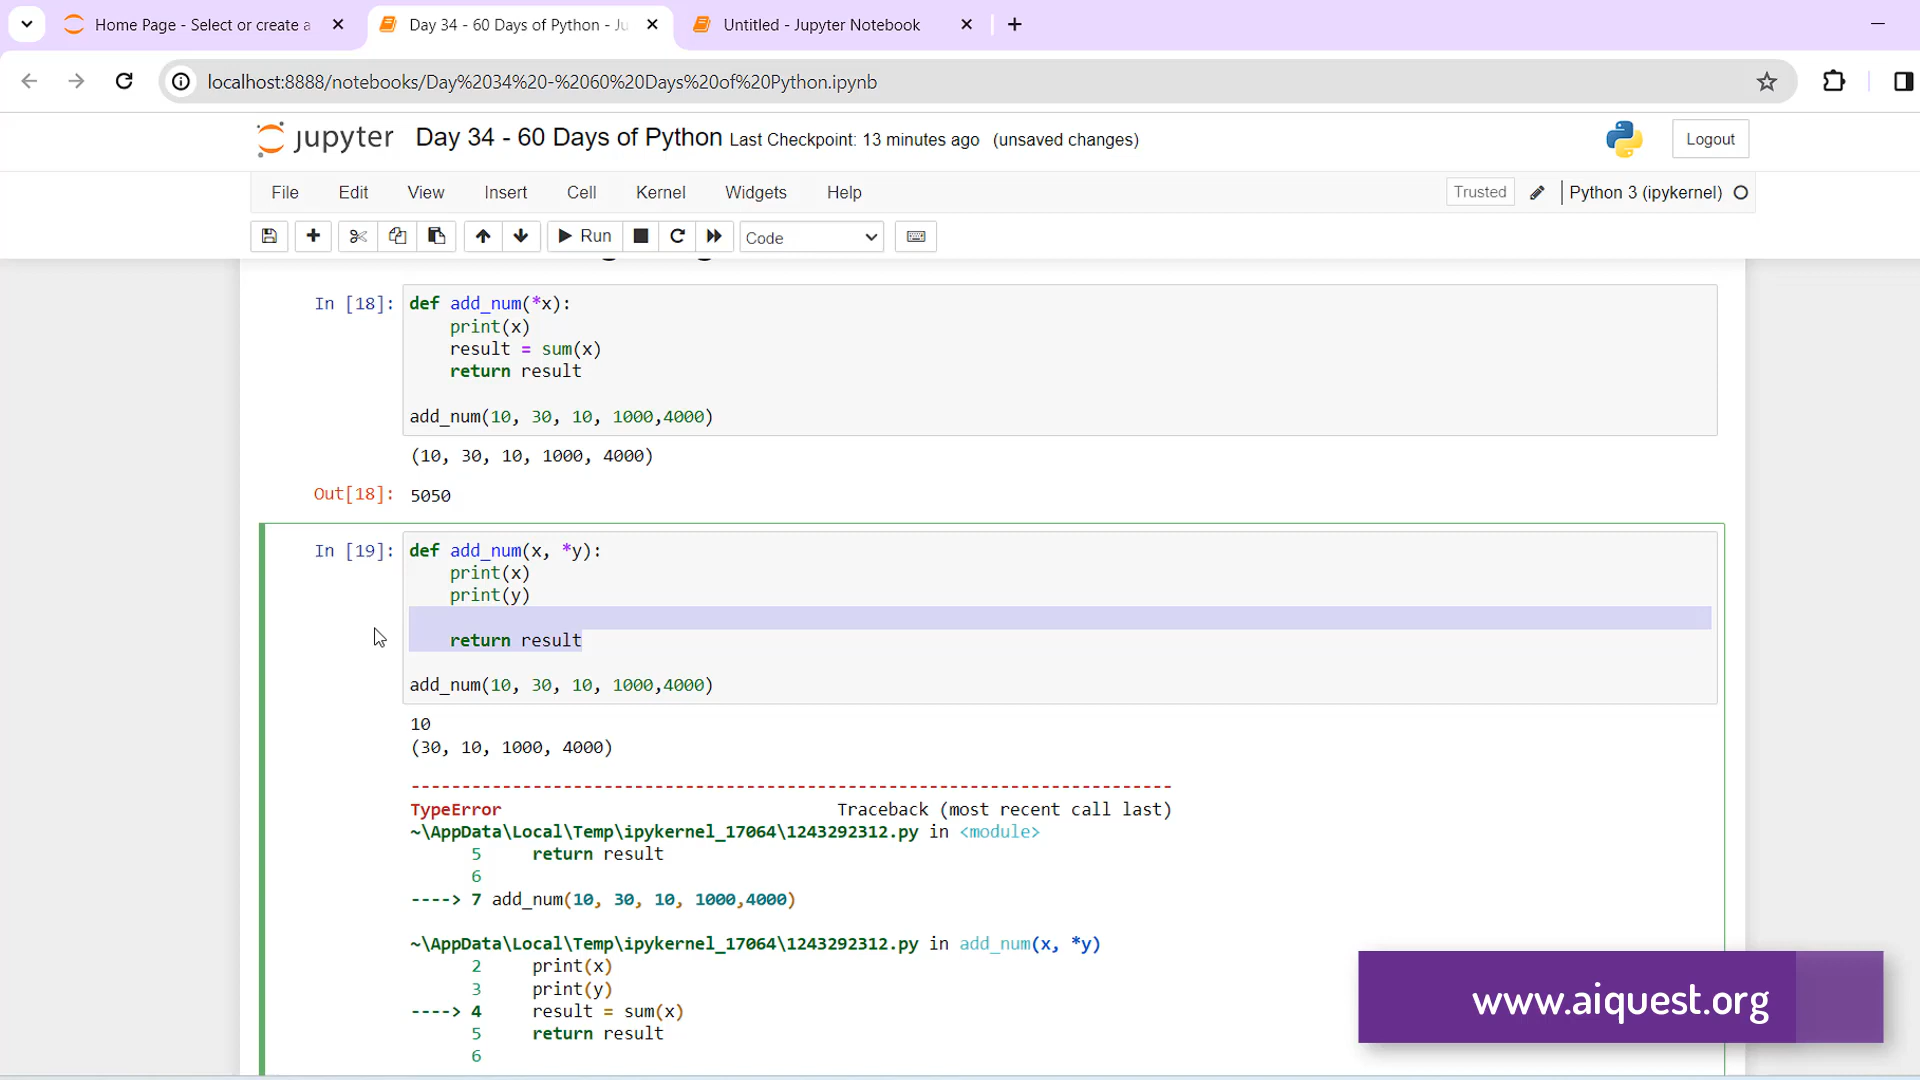 Home Page - Select or create a
Day 34 - 60 Days of Python - Ju
Untitled - Jupyter Notebook
localhost:8888/notebooks/Day%2034%20-%2060%20Days%20of%20Python.ipynb
jupyter
Day 34 - 60 Days of Python Last Checkpoint: 13 minutes ago (unsaved changes)
Logout
File Edit View Insert Cell Kernel Widgets Help
Trusted
Python 3 (ipykernel)
Run
Code
In [18]:
def add_num(*x):
print(x)
result = sum(x)
return result
add_num(10, 30, 10, 1000,4000)
(10, 30, 10, 1000, 4000)
Out[18]: 5050
In [19]:
def add_num(x, *y):
print(x)
print(y)
return result
add_num(10, 30, 10, 1000,4000)
10
(30, 10, 1000, 4000)
---------------------------------------------------------------------------
TypeError Traceback (most recent call last)
~\AppData\Local\Temp\ipykernel_17064\1243292312.py in <module>
5 return result
6
----> 7 add_num(10, 30, 10, 1000,4000)
~\AppData\Local\Temp\ipykernel_17064\1243292312.py in add_num(x, *y)
2 print(x)
3 print(y)
----> 4 result = sum(x)
5 return result
6
www.aiquest.org